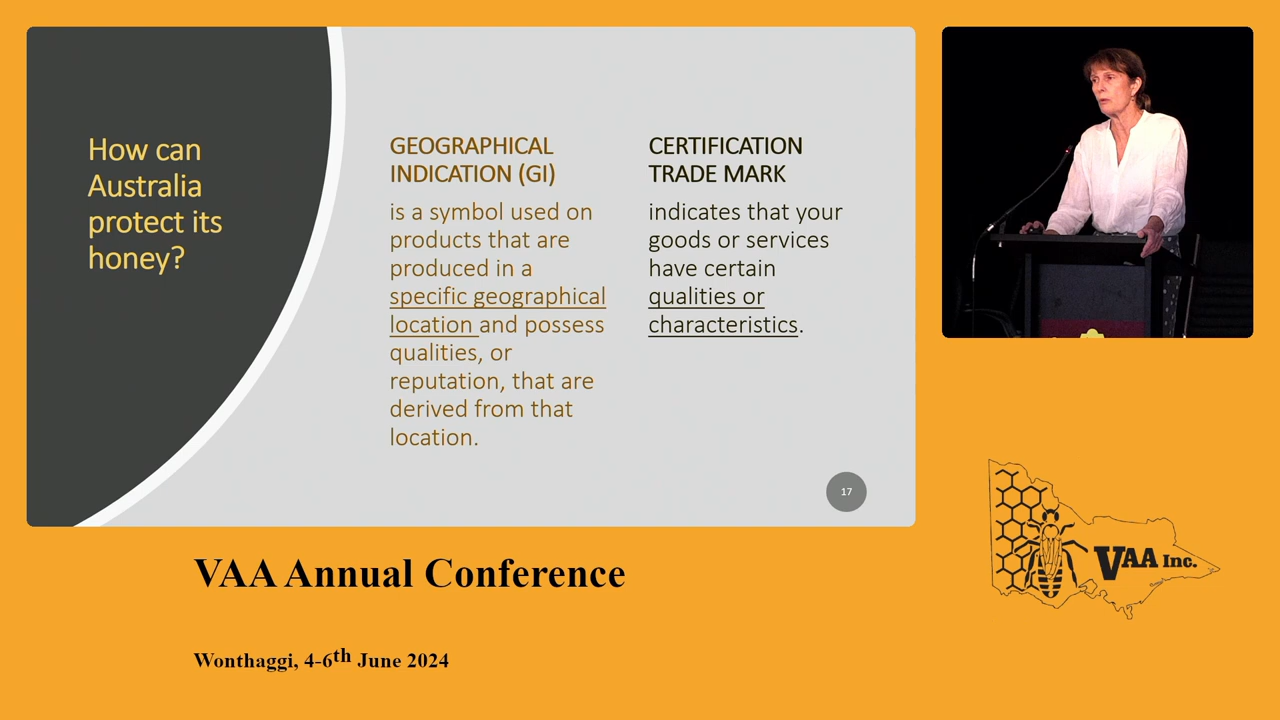 How can
Australia
protect its
honey?
GEOGRAPHICAL
INDICATION (GI)
is a symbol used on
products that are
produced in a
specific geographical
location and possess
qualities, or
reputation, that are
derived from that
location.
CERTIFICATION
TRADE MARK
indicates that your
goods or services
have certain
qualities or
characteristics.
17
VAA Inc.
VAA Annual Conference
Wonthaggi, 4-6th June 2024